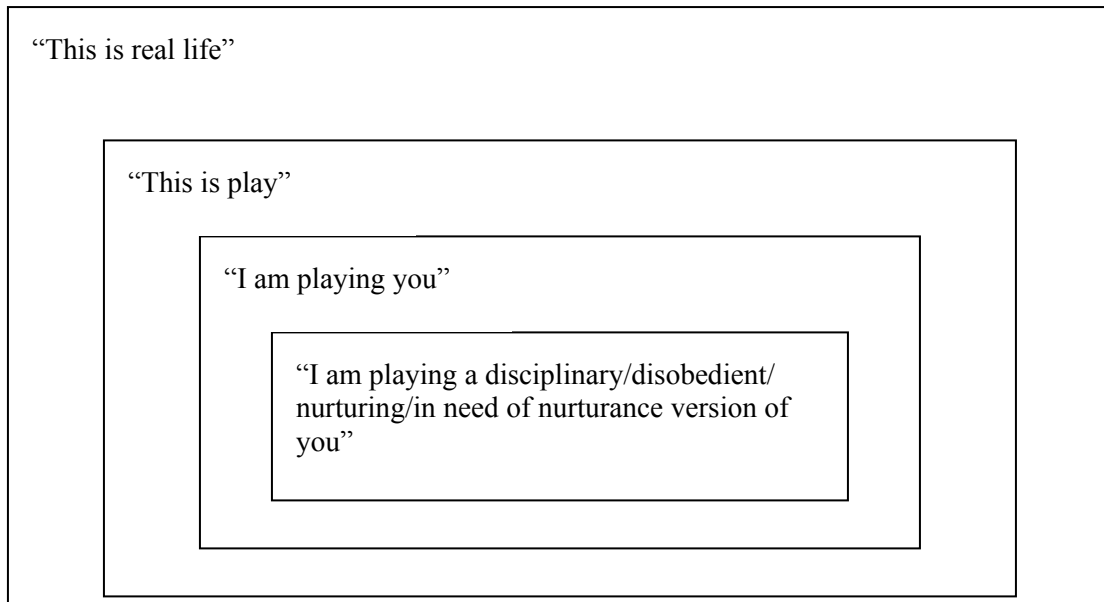 “This is real life”
“This is play”
“I am playing you”
“I am playing a disciplinary/disobedient/
nurturing/in need of nurturance version of
you”